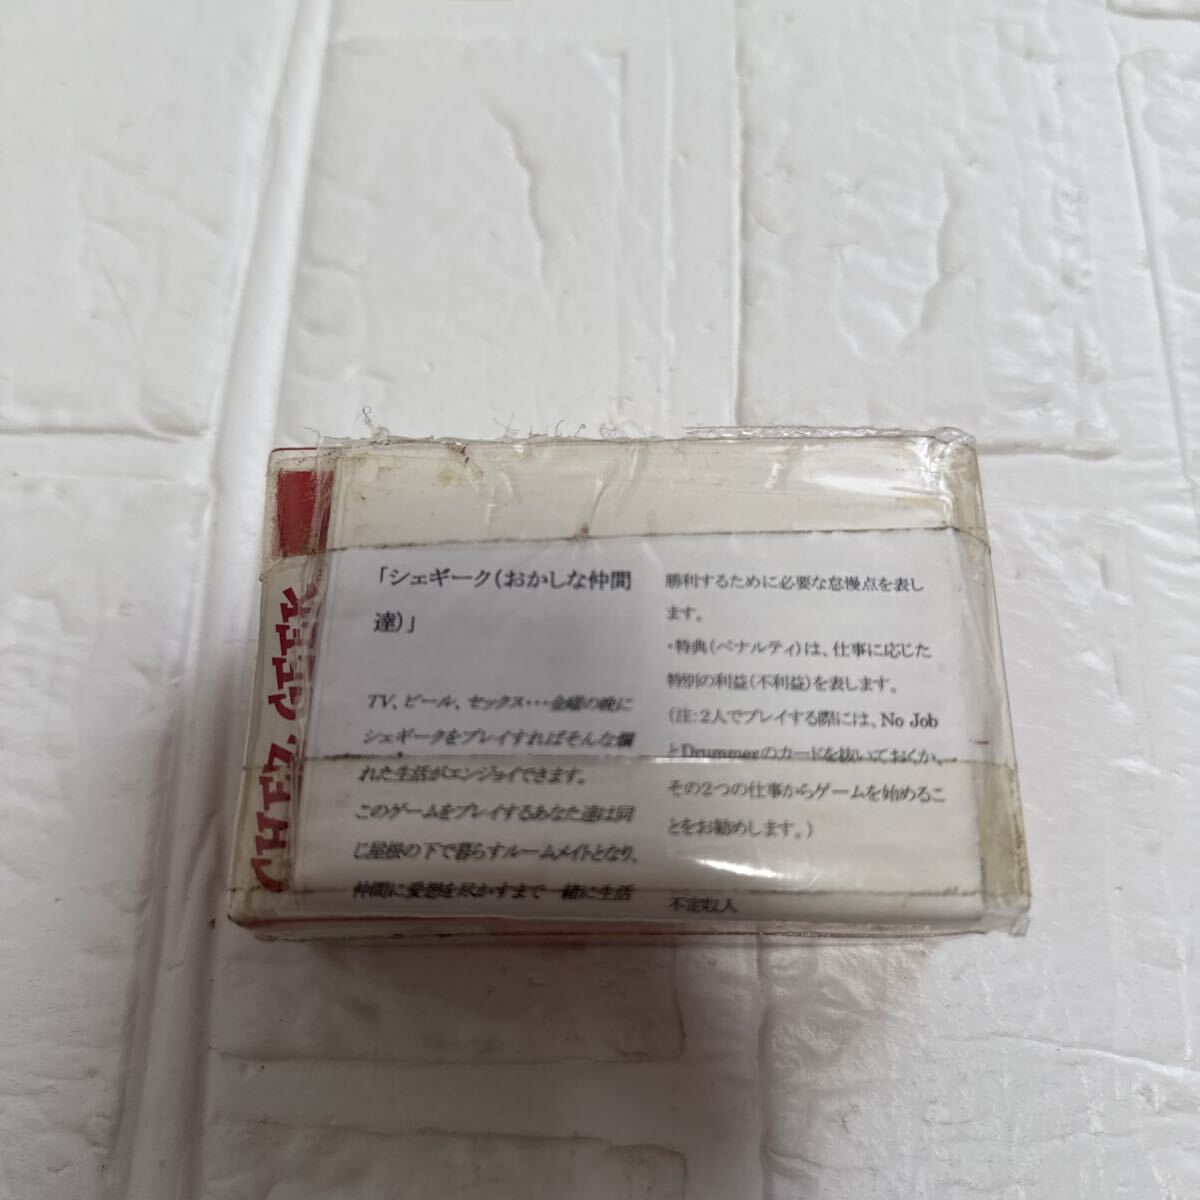 CHEZ GEEK
「シェギーク(おかしな仲間
達)」
TV、ビール、セックス・・・金曜の晩に
シェギークをプレイすればそんな爛
れた生活がエンジョイできます。
このゲームをプレイするあなた達は同
じ屋根の下で暮らすルームメイトとなり、
仲間に愛想を尽かすまで一緒に生活
勝利するために必要な怠慢点を表し
ます。
・特典(ペナルティ)は、仕事に応じた
特別の利益(不利益)を表します。
(注:2人でプレイする際には、No Job
とDrummerのカードを抜いておくか、
その2つの仕事からゲームを始めるこ
とをお勧めします。)
不定収入